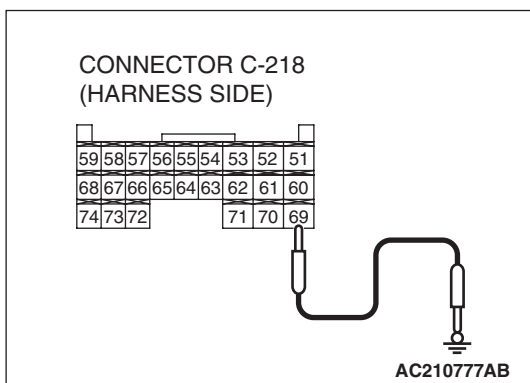 CONNECTOR C-218
(HARNESS SIDE)
59 58 57 56 55 54 53 52 51
68 67 66 65 64 63 62 61 60
74 73 72 71 70 69
AC210777AB